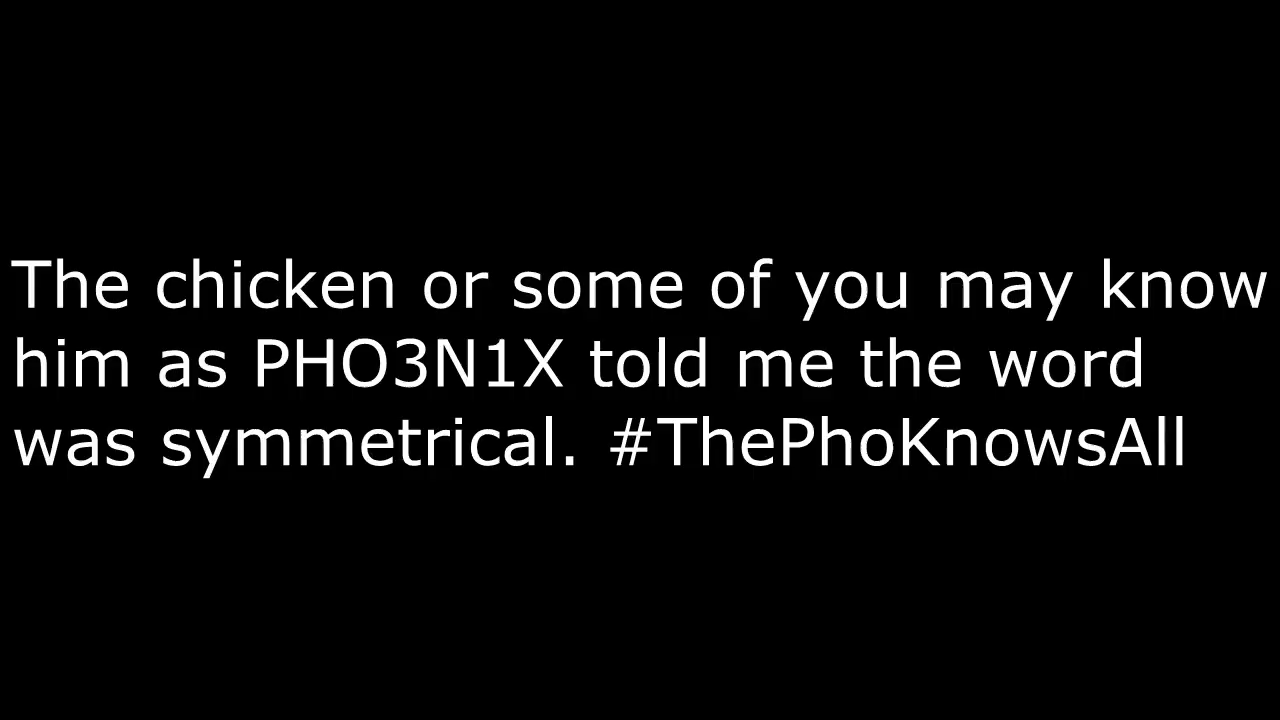 The chicken or some of you may know
him as PHO3N1X told me the word
was symmetrical. #ThePhoKnowsAll